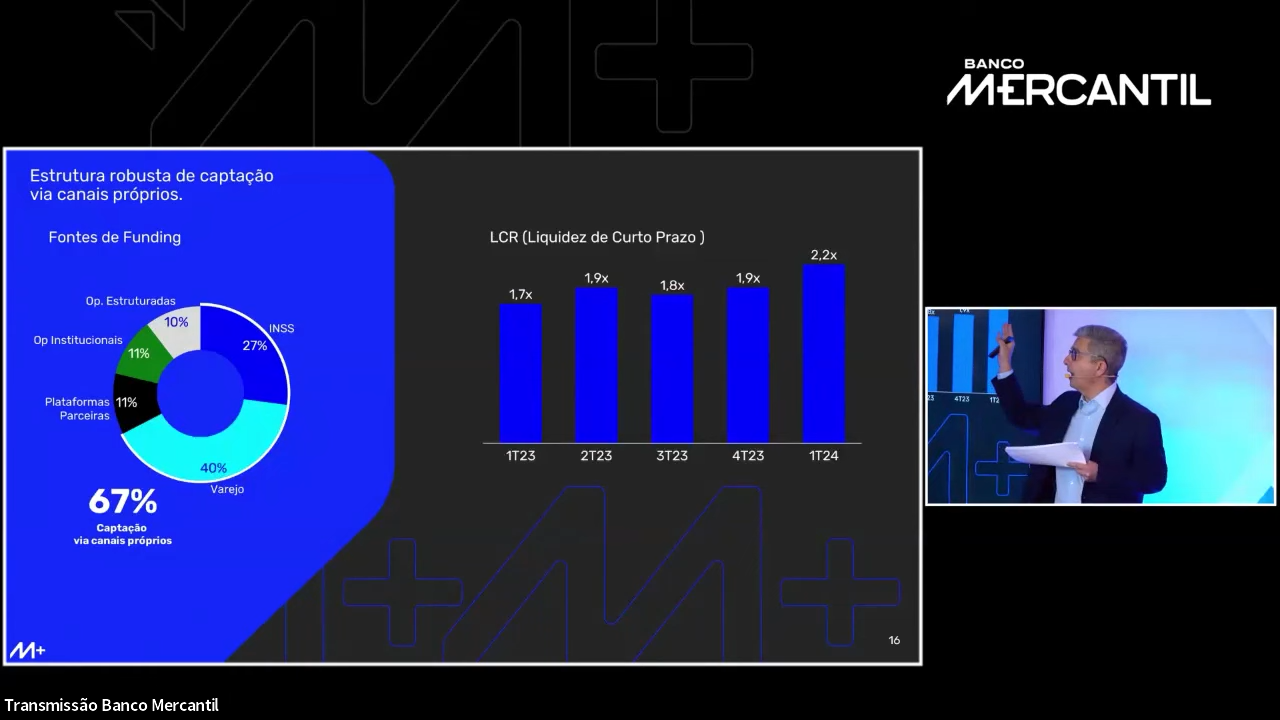 BANCO
MERCANTIL
Estrutura robusta de captação
via canais próprios.
Fontes de Funding
LCR (Liquidez de Curto Prazo )
Op. Estruturadas
10%
INSS
27%
Op Institucionais
11%
Plataformas
Parceiras
11%
40%
Varejo
67%
Captação
via canais próprios
1,7x
1,9x
1,8x
1,9x
2,2x
1T23
2T23
3T23
4T23
1T24
16
M+
4T23
Transmissão Banco Mercantil